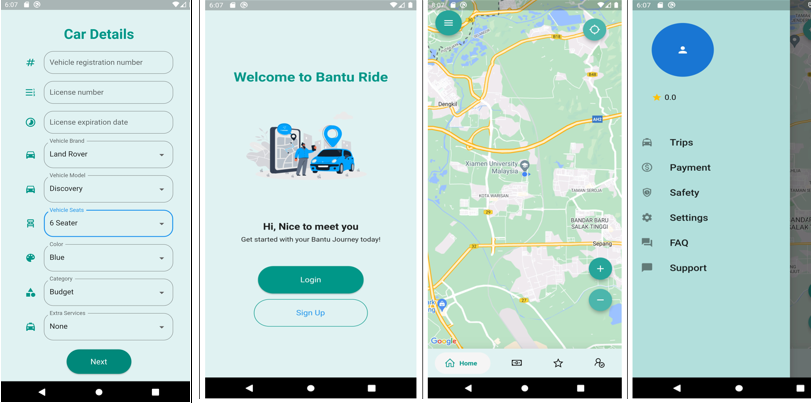 6:07
Car Details
Vehicle registration number
License number
License expiration date
Vehicle Brand
Land Rover
Vehicle Model
Discovery
Vehicle Seats
6 Seater
Color
Blue
Category
Budget
Extra Services
None
Next
6:07
Welcome to Bantu Ride
Hi, Nice to meet you
Get started with your Bantu Journey today!
Login
Sign Up
6:07
Dengkil
AH2
Xiamen University
Malaysia
KOTA WARISAN
TAMAN SERUJA
29
BANDAR BARU
SALAK TINGGI
Sepang
32
27
Google
Home
6:07
0.0
Trips
Payment
Safety
Settings
FAQ
Support